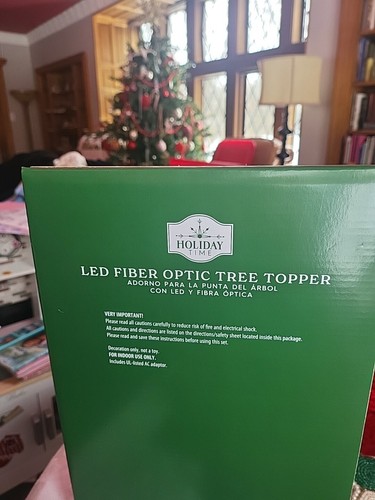 HOLIDAY
TIME
LED FIBER OPTIC TREE TOPPER
ADORNO PARA LA PUNTA DEL ÁRBOL
CON LED Y FIBRA ÓPTICA
VERY IMPORTANT!
Please read all cautions carefully to reduce risk of fire and electrical shock.
All cautions and directions are listed on the directions/safety sheet located inside this package.
Please read and save these instructions before using this set.
Decoration only, not a toy.
FOR INDOOR USE ONLY.
Includes UL-listed AC adaptor.